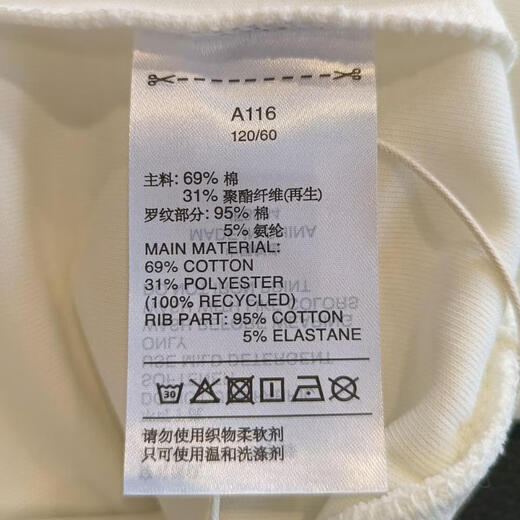 A116
120/60
主料: 69% 棉
31% 聚酯纤维(再生)
罗纹部分: 95% 棉
5% 氨纶
MAIN MATERIAL:
69% COTTON
31% POLYESTER
(100% RECYCLED)
RIB PART: 95% COTTON
5% ELASTANE
30
请勿使用织物柔软剂
只可使用温和洗涤剂